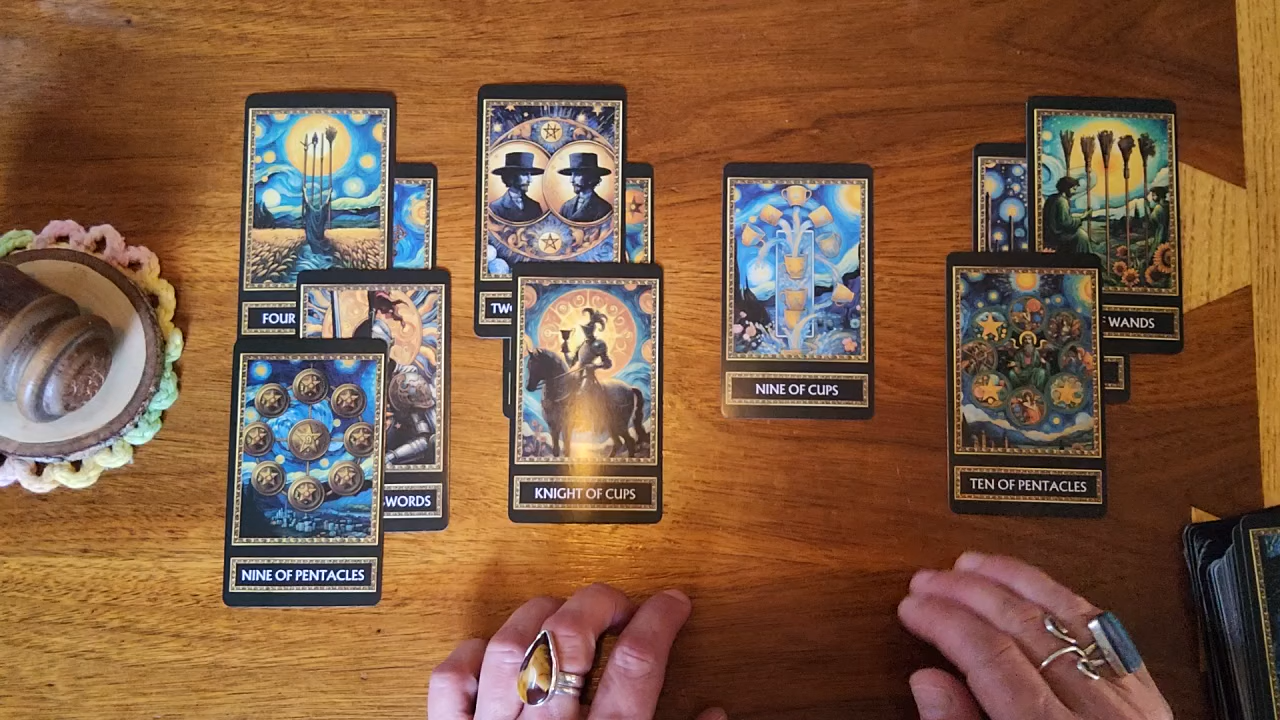 FOUR
SWORDS
NINE OF PENTACLES
TWO
KNIGHT OF CUPS
NINE OF CUPS
WANDS
TEN OF PENTACLES